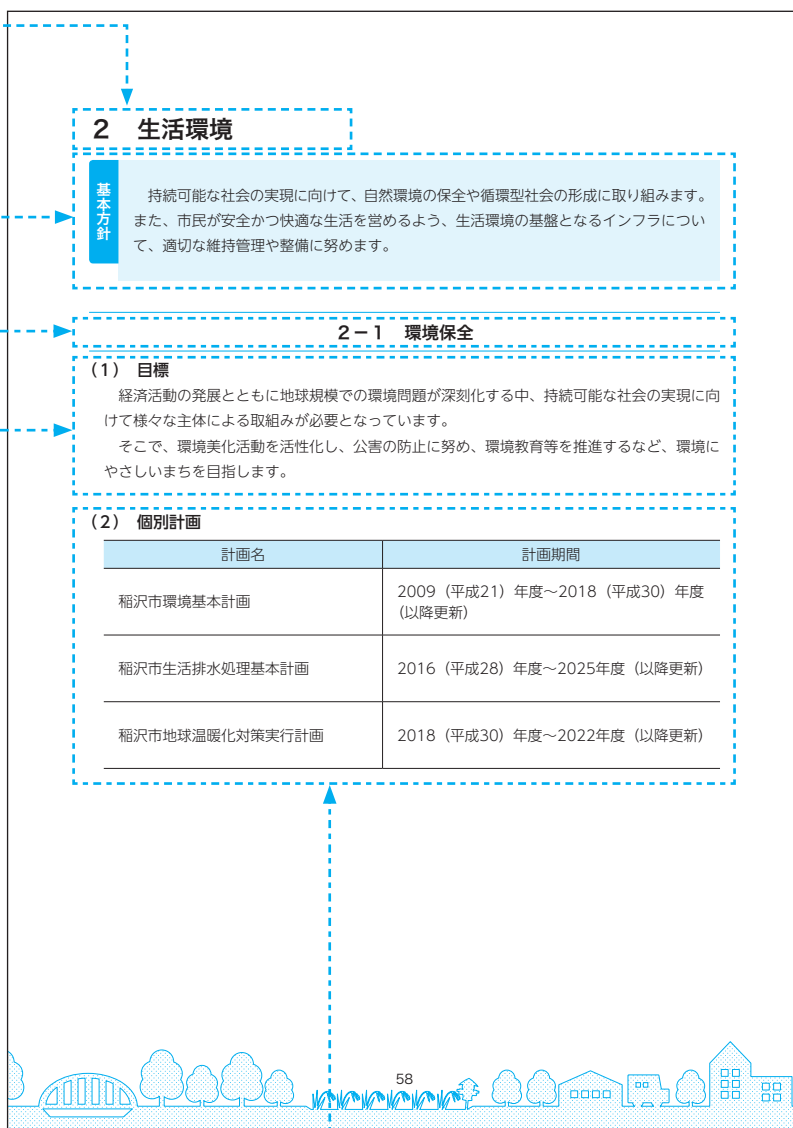 2　生活環境
基本方針
持続可能な社会の実現に向けて、自然環境の保全や循環型社会の形成に取り組みます。
また、市民が安全かつ快適な生活を営めるよう、生活環境の基盤となるインフラについ
て、適切な維持管理や整備に努めます。
2－1　環境保全
（1）　目標
経済活動の発展とともに地球規模での環境問題が深刻化する中、持続可能な社会の実現に向
けて様々な主体による取組みが必要となっています。
そこで、環境美化活動を活性化し、公害の防止に努め、環境教育等を推進するなど、環境に
やさしいまちを目指します。
（2）　個別計画
計画名　計画期間
稲沢市環境基本計画　2009（平成21）年度～2018（平成30）年度
（以降更新）
稲沢市生活排水処理基本計画　2016（平成28）年度～2025年度（以降更新）
稲沢市地球温暖化対策実行計画　2018（平成30）年度～2022年度（以降更新）
58